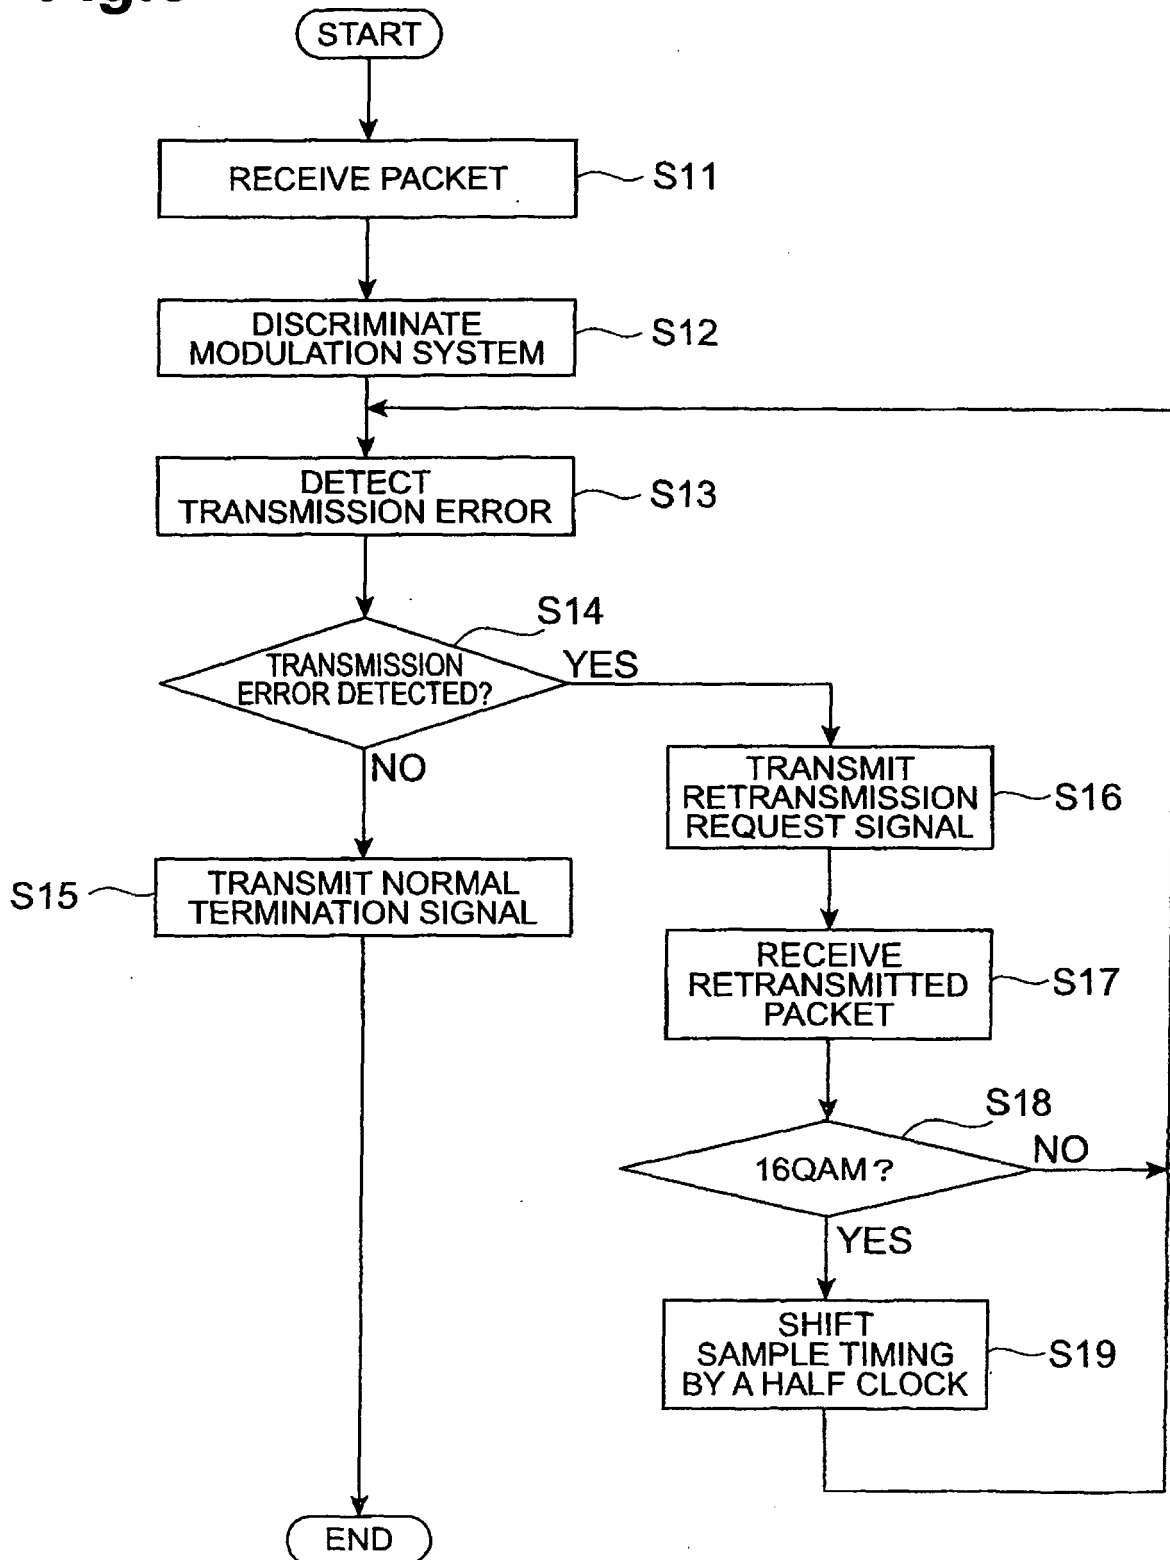 START
RECEIVE PACKET
S11
DISCRIMINATE
MODULATION SYSTEM
S12
DETECT
TRANSMISSION ERROR
S13
S14
TRANSMISSION
ERROR DETECTED?
YES
NO
TRANSMIT
RETRANSMISSION
REQUEST SIGNAL
S16
S15
TRANSMIT NORMAL
TERMINATION SIGNAL
RECEIVE
RETRANSMITTED
PACKET
S17
S18
16QAM?
NO
YES
SHIFT
SAMPLE TIMING
BY A HALF CLOCK
S19
END